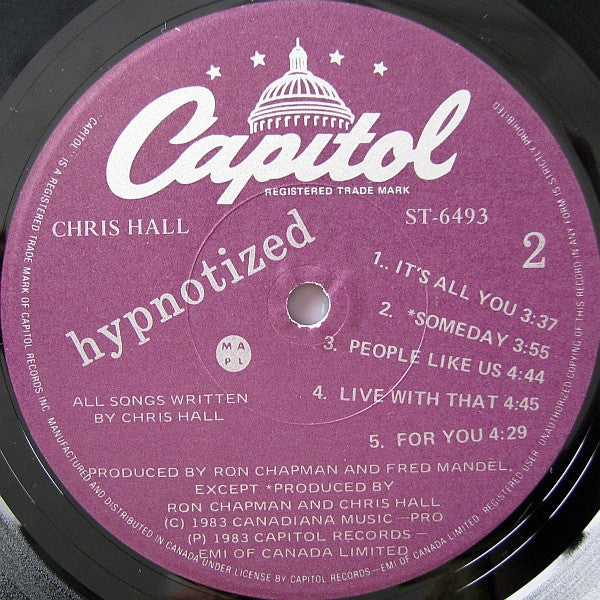 Capitol
REGISTERED TRADE MARK
CHRIS HALL
ST-6493
hypnotized
2
1.. IT'S ALL YOU 3:37
2. *SOMEDAY 3:55
3. PEOPLE LIKE US 4:44
4. LIVE WITH THAT 4:45
5. FOR YOU 4:29
M A
P L
ALL SONGS WRITTEN
BY CHRIS HALL
PRODUCED BY RON CHAPMAN AND FRED MANDEL,
EXCEPT *PRODUCED BY
RON CHAPMAN AND CHRIS HALL
(C) 1983 CANADIANA MUSIC—PRO
(P) 1983 CAPITOL RECORDS—
EMI OF CANADA LIMITED
CAPITOL IS A REGISTERED TRADE MARK OF CAPITOL RECORDS INC. MANUFACTURED AND DISTRIBUTED IN CANADA UNDER LICENSE BY CAPITOL RECORDS—EMI OF CANADA LIMITED. REGISTERED USER UNAUTHORIZED COPYING OF THIS RECORD IN ANY FORM IS STRICTLY PROHIBITED